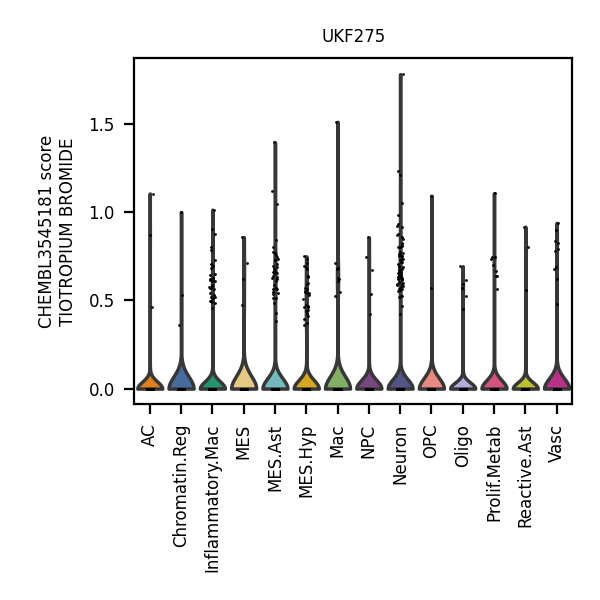 UKF275
CHEMBL3545181 score
TIOTROPIUM BROMIDE
1.5
1.0
0.5
0.0
AC
Chromatin.Reg
Inflammatory.Mac
MES
MES.Ast
MES.Hyp
Mac
NPC
Neuron
OPC
Oligo
Prolif.Metab
Reactive.Ast
Vasc